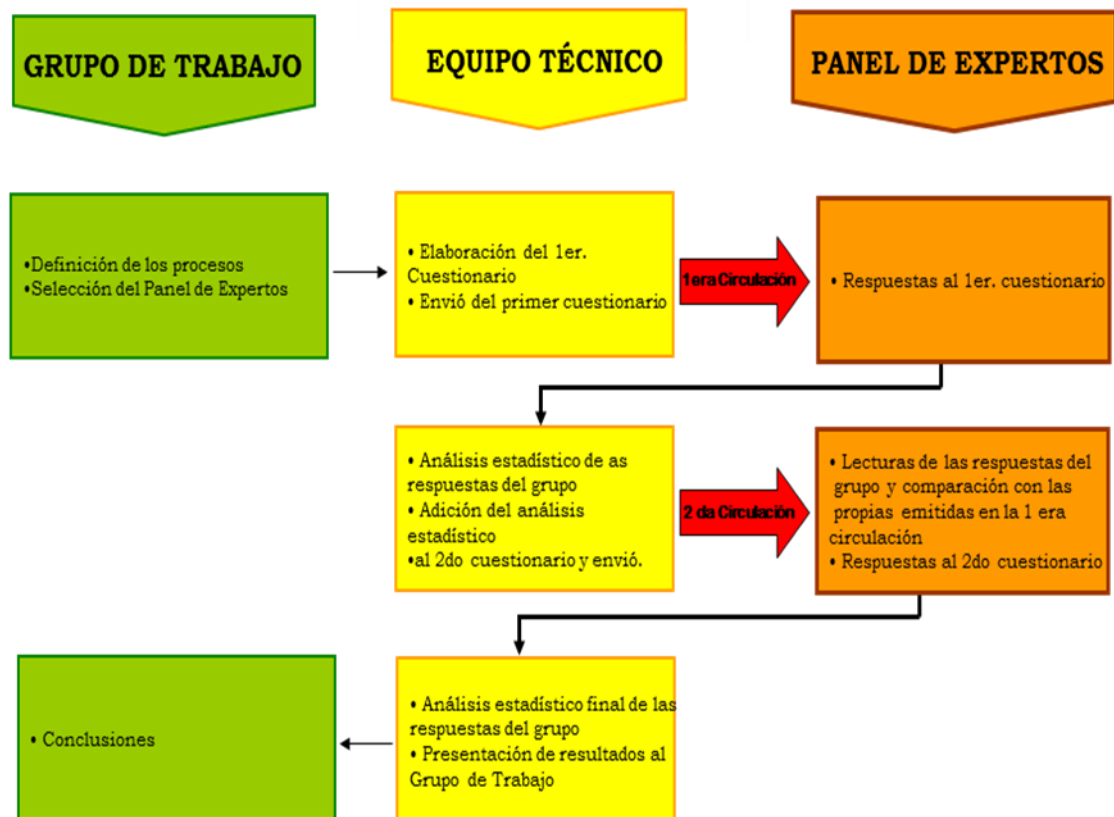 GRUPO DE TRABAJO
EQUIPO TÉCNICO
PANEL DE EXPERTOS
•Definición de los procesos
•Selección del Panel de Expertos
• Elaboración del 1er.
Cuestionario
• Envió del primer cuestionario
1era Circulación
• Respuestas al 1er. cuestionario
• Análisis estadístico de as
respuestas del grupo
• Adición del análisis
estadístico
•al 2do cuestionario y envió.
2 da Circulación
• Lecturas de las respuestas del
grupo y comparación con las
propias emitidas en la 1 era
circulación
• Respuestas al 2do cuestionario
• Análisis estadístico final de las
respuestas del grupo
• Presentación de resultados al
Grupo de Trabajo
• Conclusiones